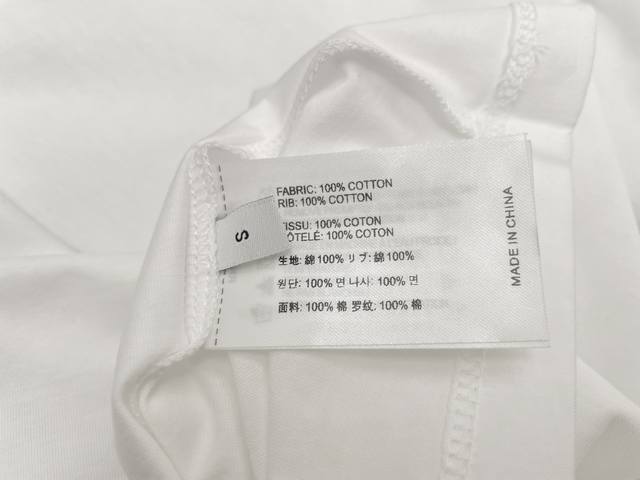 FABRIC: 100% COTTON
RIB: 100% COTTON
TISSU: 100% COTON
CÔTELÉ: 100% COTON
生地: 綿100% リブ: 綿100%
원단: 100% 면 나사: 100% 면
面料: 100% 棉 罗纹: 100% 棉
MADE IN CHINA
S